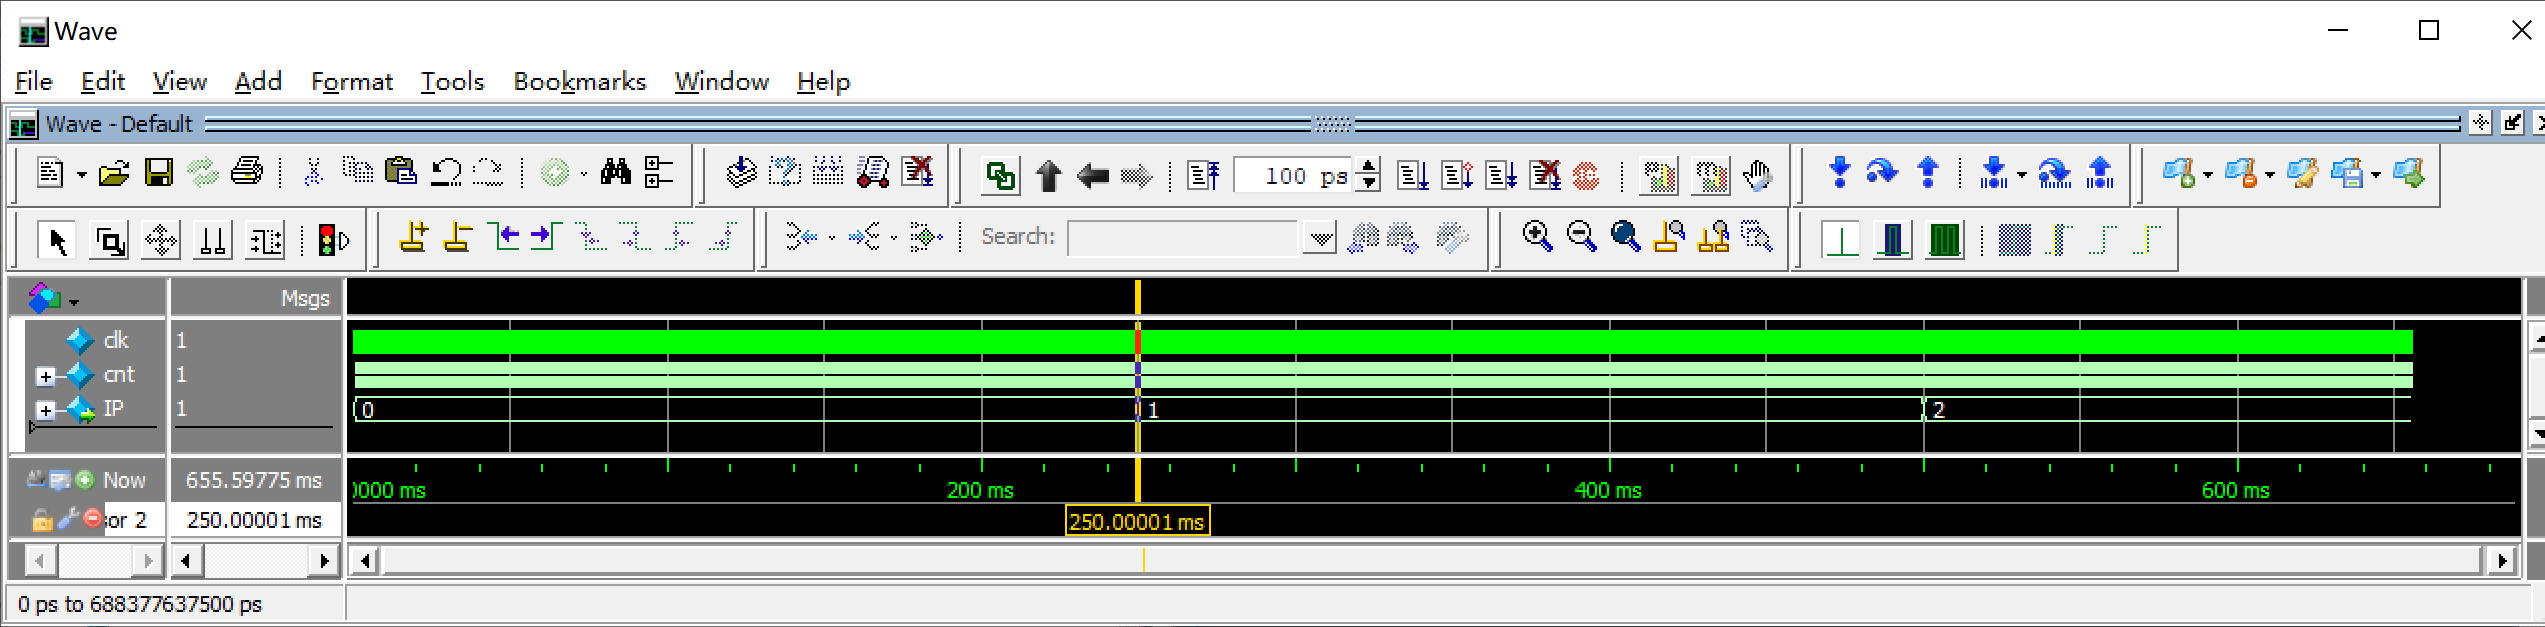 Wave
File Edit View Add Format Tools Bookmarks Window Help
Wave - Default
100 ps
Search:
Msgs
clk 1
cnt 1
IP 1 0 1 2
Now 655.59775 ms 0000 ms 200 ms 400 ms 600 ms
sor 2 250.00001 ms 250.00001 ms
0 ps to 688377637500 ps